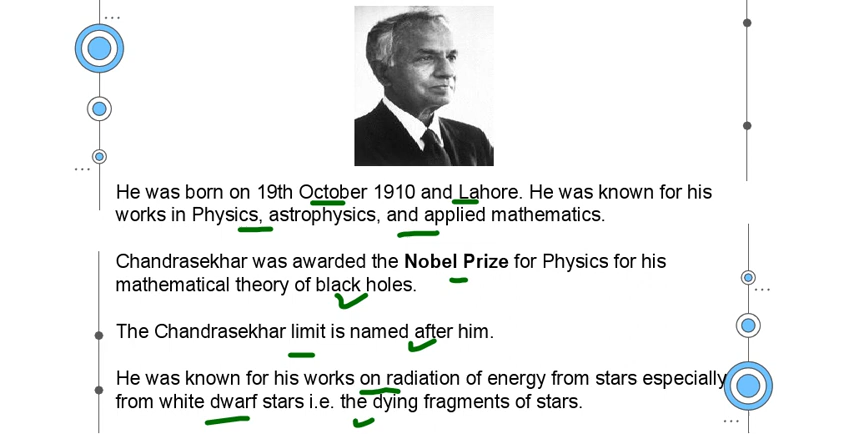 He was born on 19th October 1910 and Lahore. He was known for his
works in Physics, astrophysics, and applied mathematics.
Chandrasekhar was awarded the Nobel Prize for Physics for his
mathematical theory of black holes.
The Chandrasekhar limit is named after him.
He was known for his works on radiation of energy from stars especially
from white dwarf stars i.e. the dying fragments of stars.